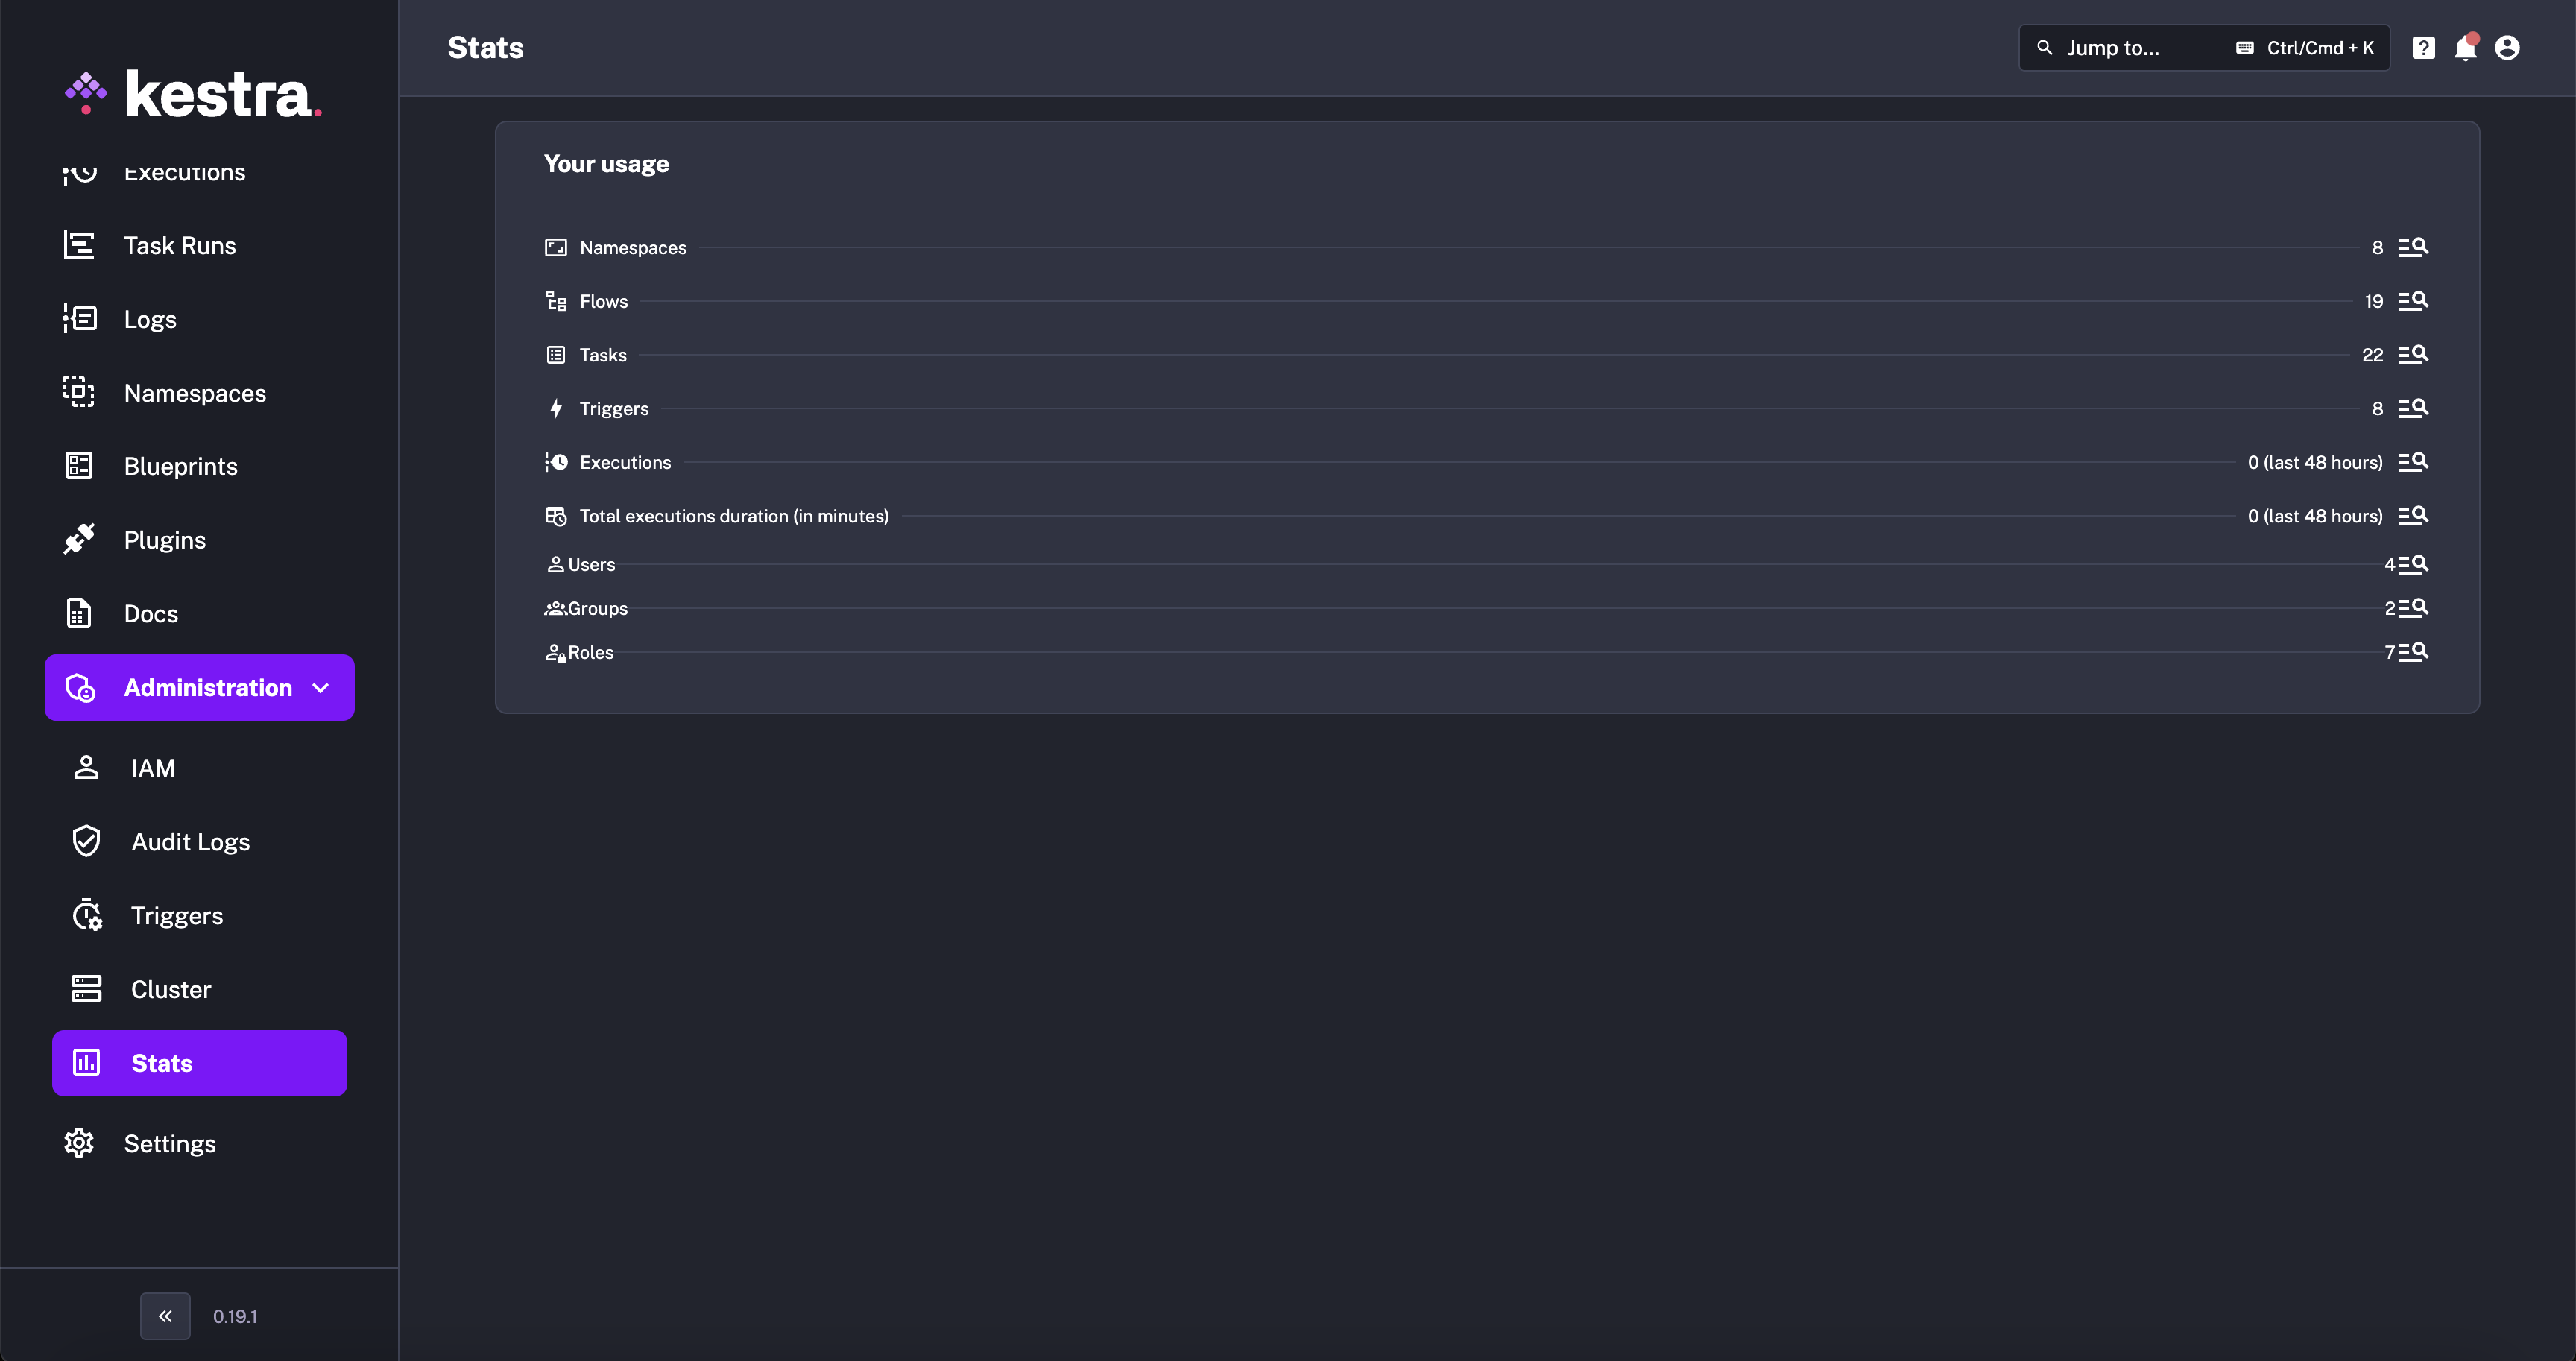 kestra.
Executions
Task Runs
Logs
Namespaces
Blueprints
Plugins
Docs
Administration
IAM
Audit Logs
Triggers
Cluster
Stats
Settings
0.19.1
Stats
Jump to... Ctrl/Cmd + K
Your usage
Namespaces 8
Flows 19
Tasks 22
Triggers 8
Executions 0 (last 48 hours)
Total executions duration (in minutes) 0 (last 48 hours)
Users 4
Groups 2
Roles 7